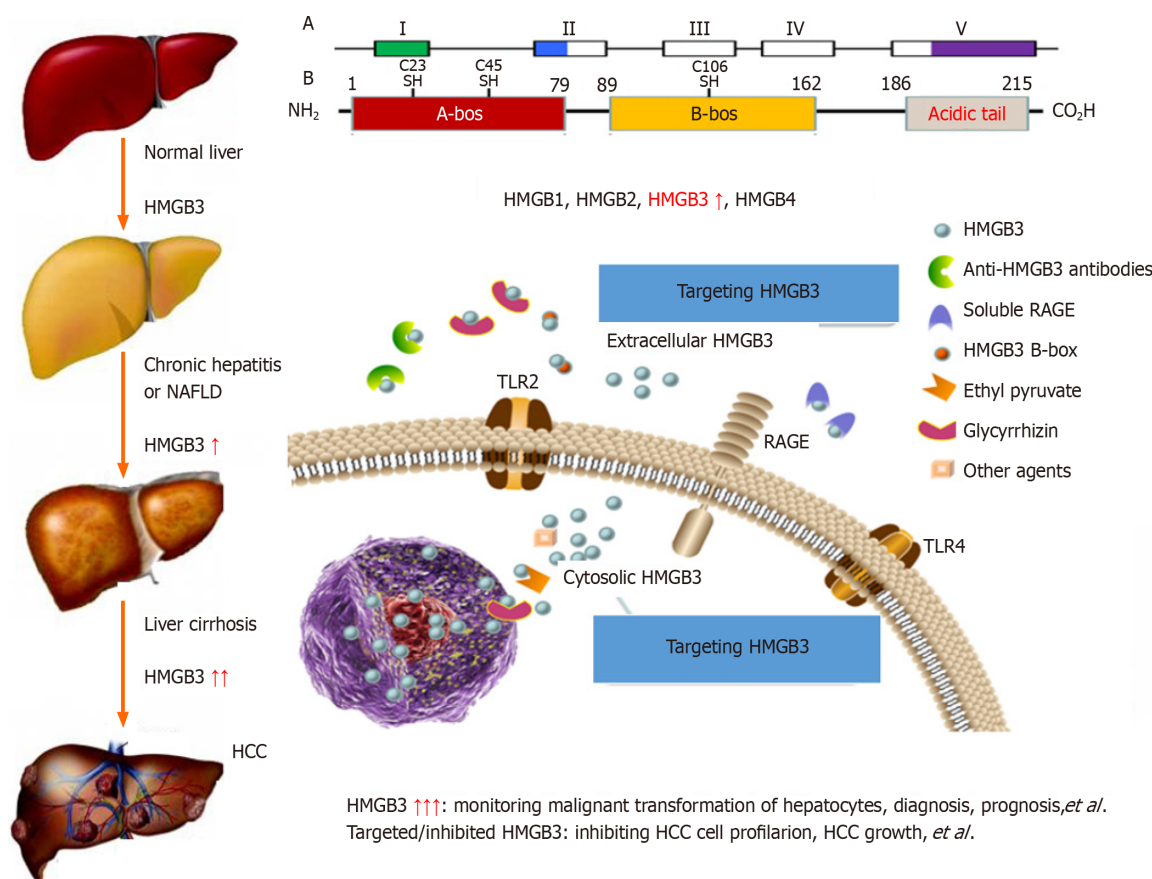 A
I II III IV V
B
C23 C45 C106
SH SH SH
1 79 89 162 186 215
NH₂ A-bos B-bos Acidic tail CO₂H
Normal liver
HMGB3
HMGB1, HMGB2, HMGB3 ↑, HMGB4
HMGB3
Anti-HMGB3 antibodies
Soluble RAGE
HMGB3 B-box
Ethyl pyruvate
Glycyrrhizin
Other agents
Targeting HMGB3
Extracellular HMGB3
TLR2
RAGE
TLR4
Chronic hepatitis
or NAFLD
HMGB3 ↑
Cytosolic HMGB3
Targeting HMGB3
Liver cirrhosis
HMGB3 ↑↑
HCC
HMGB3 ↑↑↑: monitoring malignant transformation of hepatocytes, diagnosis, prognosis,et al.
Targeted/inhibited HMGB3: inhibiting HCC cell profilarion, HCC growth, et al.